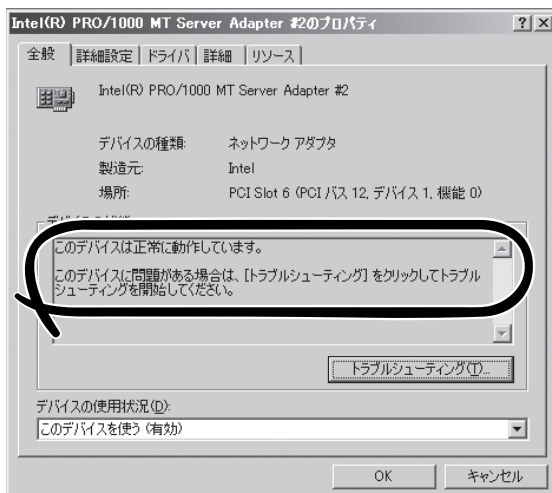 Intel(R) PRO/1000 MT Server Adapter #2のプロパティ
全般 詳細設定 ドライバ 詳細 リソース
Intel(R) PRO/1000 MT Server Adapter #2
デバイスの種類: ネットワーク アダプタ
製造元: Intel
場所: PCI Slot 6 (PCI バス 12, デバイス 1, 機能 0)
このデバイスは正常に動作しています。
このデバイスに問題がある場合は、[トラブルシューティング] をクリックしてトラブル
シューティングを開始してください。
トラブルシューティング(T)...
デバイスの使用状況(D):
このデバイスを使う (有効)
OK キャンセル